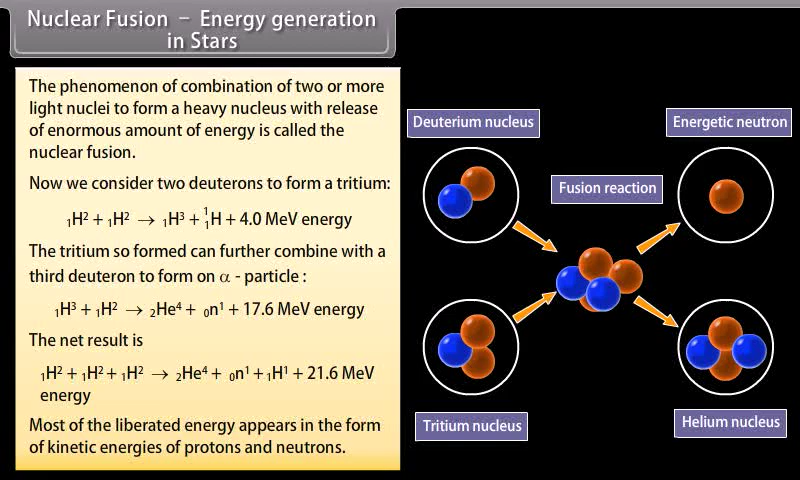 Nuclear Fusion – Energy generation
in Stars
The phenomenon of combination of two or more
light nuclei to form a heavy nucleus with release
of enormous amount of energy is called the
nuclear fusion.
Now we consider two deuterons to form a tritium:
₁H² + ₁H² → ₁H³ + ¹₁H + 4.0 MeV energy
The tritium so formed can further combine with a
third deuteron to form on α - particle :
₁H³ + ₁H² → ₂He⁴ + ₀n¹ + 17.6 MeV energy
The net result is
₁H² + ₁H² + ₁H² → ₂He⁴ + ₀n¹ + ₁H¹ + 21.6 MeV
energy
Most of the liberated energy appears in the form
of kinetic energies of protons and neutrons.
Deuterium nucleus
Energetic neutron
Fusion reaction
Tritium nucleus
Helium nucleus